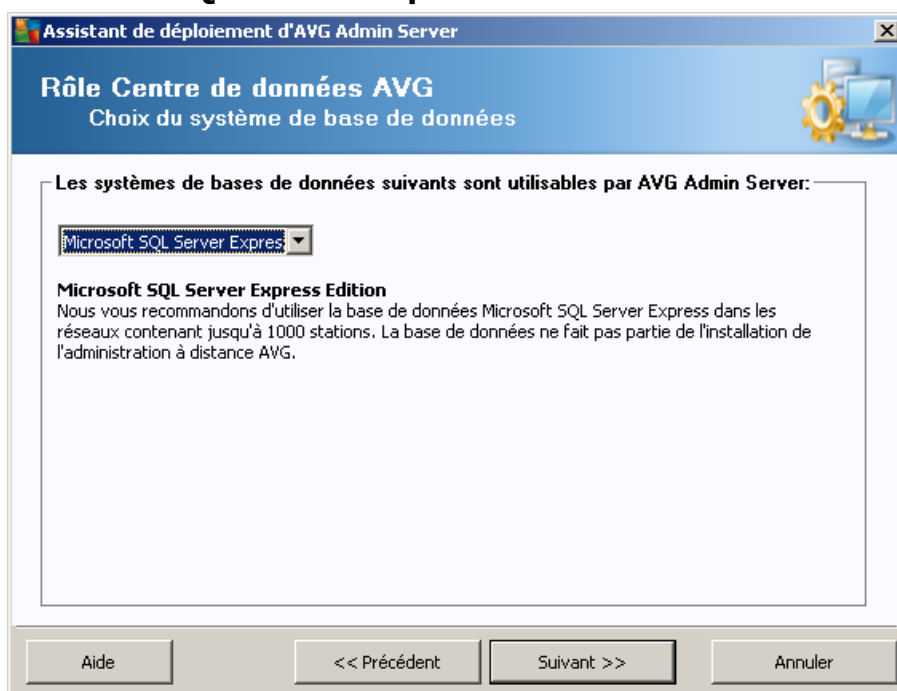 Assistant de déploiement d'AVG Admin Server
Rôle Centre de données AVG
Choix du système de base de données
Les systèmes de bases de données suivants sont utilisables par AVG Admin Server:
Microsoft SQL Server Expres
Microsoft SQL Server Express Edition
Nous vous recommandons d'utiliser la base de données Microsoft SQL Server Express dans les
réseaux contenant jusqu'à 1000 stations. La base de données ne fait pas partie de l'installation de
l'administration à distance AVG.
Aide
<< Précédent
Suivant >>
Annuler